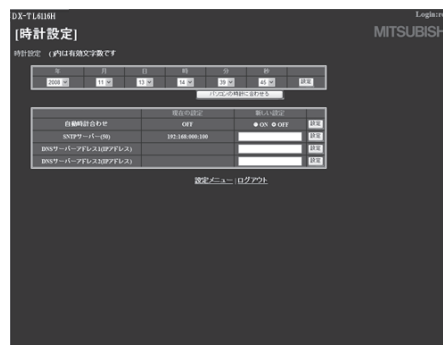 DX-TL6116H
Login:
MITSUBISH
[時計設定]
時計設定 ()内は有効文字数です
年 月 日 時 分 秒
2008 11 13 14 39 46 設定
パソコンの時計に合わせる
現在の設定 新しい設定
自動時計合わせ OFF ON OFF 設定
SNTPサーバー(50) 192.168.000.100 設定
DNSサーバーアドレス1(IPアドレス) 設定
DNSサーバーアドレス2(IPアドレス) 設定
設定メニュー | ログアウト